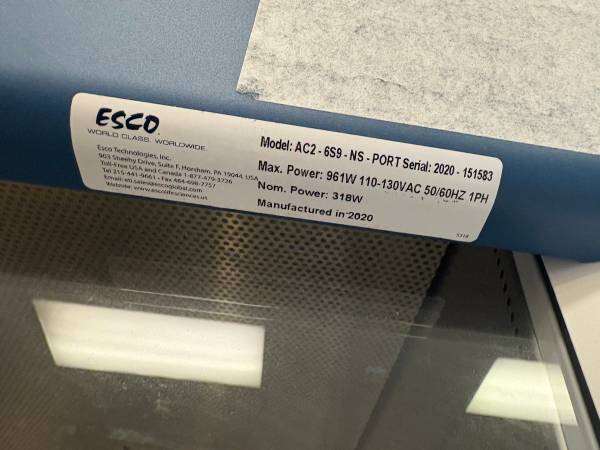 ESCO
WORLD CLASS. WORLDWIDE.
Esco Technologies, Inc.
903 Sheehy Drive, Suite F, Horsham, PA 19044, USA
Toll-Free USA and Canada 1-877-479-3726
Tel 215-441-9661 - Fax 484-698-7757
Email: eti.sales@escoglobal.com
Website: www.escolifesciences.us
Model: AC2 - 6S9 - NS - PORT Serial: 2020 - 151583
Max. Power: 961W 110-130VAC 50/60HZ 1PH
Nom. Power: 318W
Manufactured in 2020